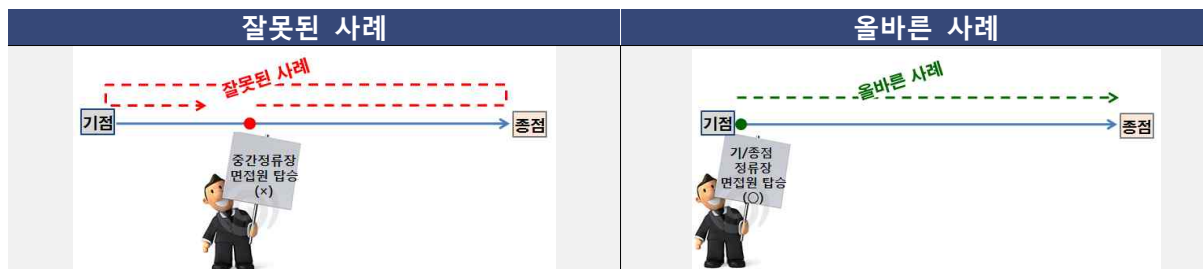 잘못된 사례
올바른 사례
잘못된 사례
기점
종점
중간정류장
면접원 탑승
(×)
올바른 사례
기점
종점
기/종점
정류장
면접원 탑승
(○)